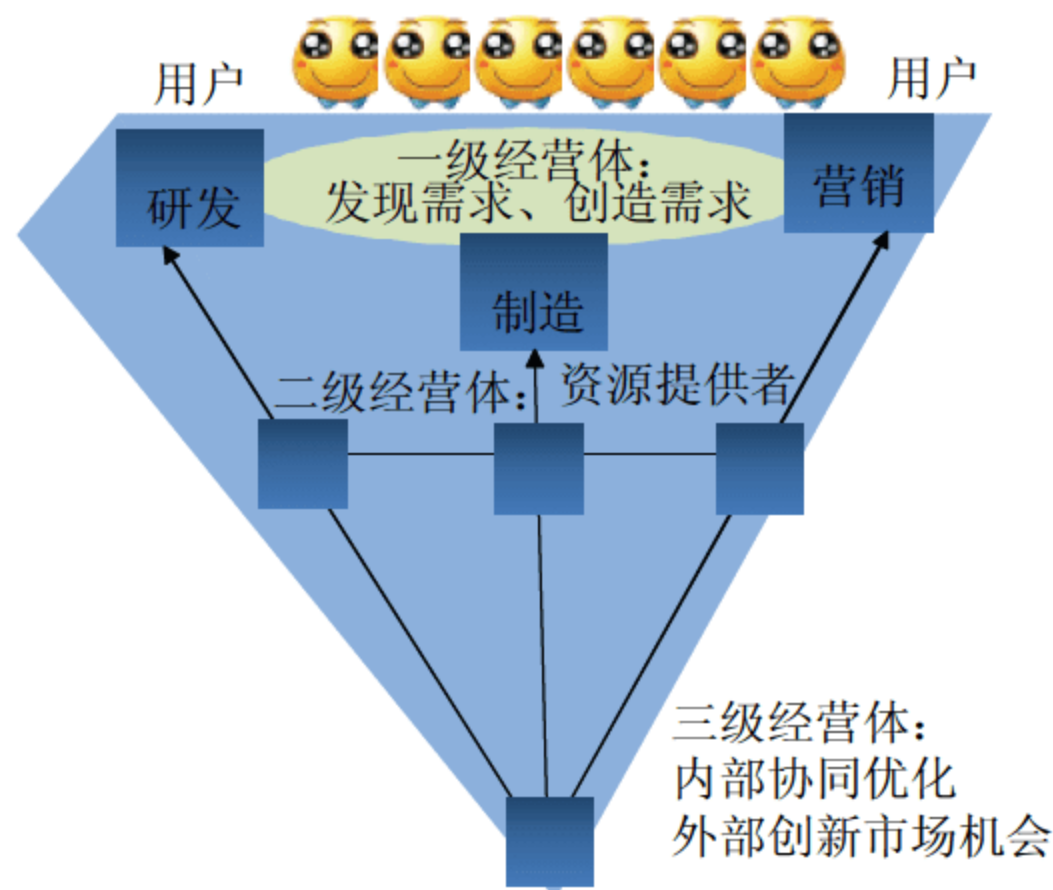 用户
用户
一级经营体：
发现需求、创造需求
研发
营销
制造
二级经营体：
资源提供者
三级经营体：
内部协同优化
外部创新市场机会